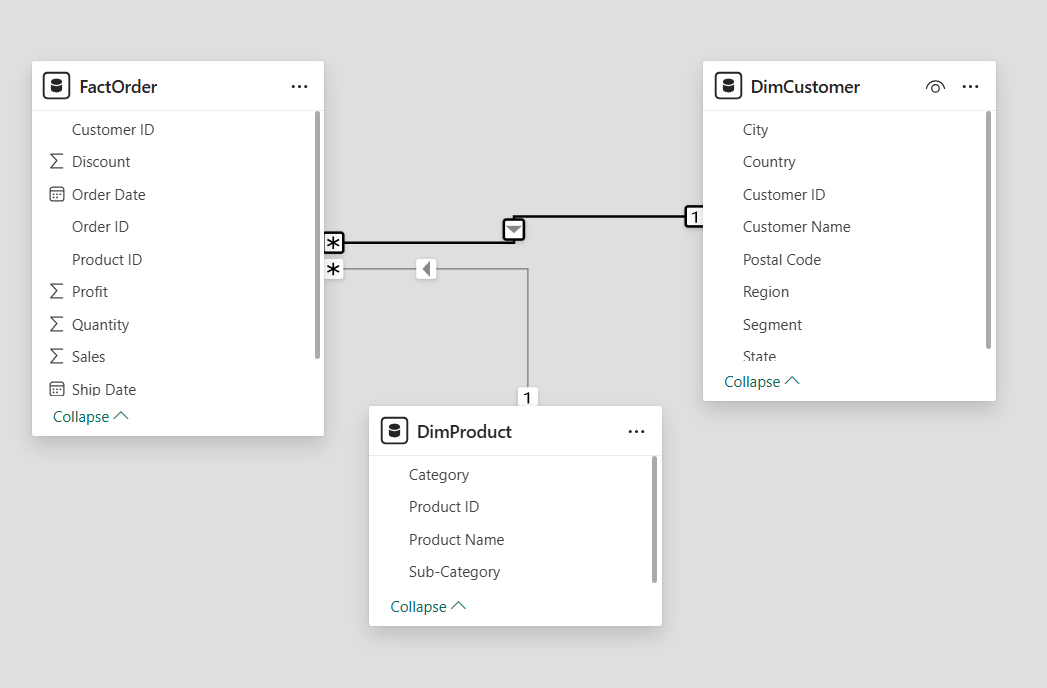 FactOrder
Customer ID
Discount
Order Date
Order ID
Product ID
Profit
Quantity
Sales
Ship Date
Collapse
*
*
1
1
DimCustomer
City
Country
Customer ID
Customer Name
Postal Code
Region
Segment
State
Collapse
DimProduct
Category
Product ID
Product Name
Sub-Category
Collapse